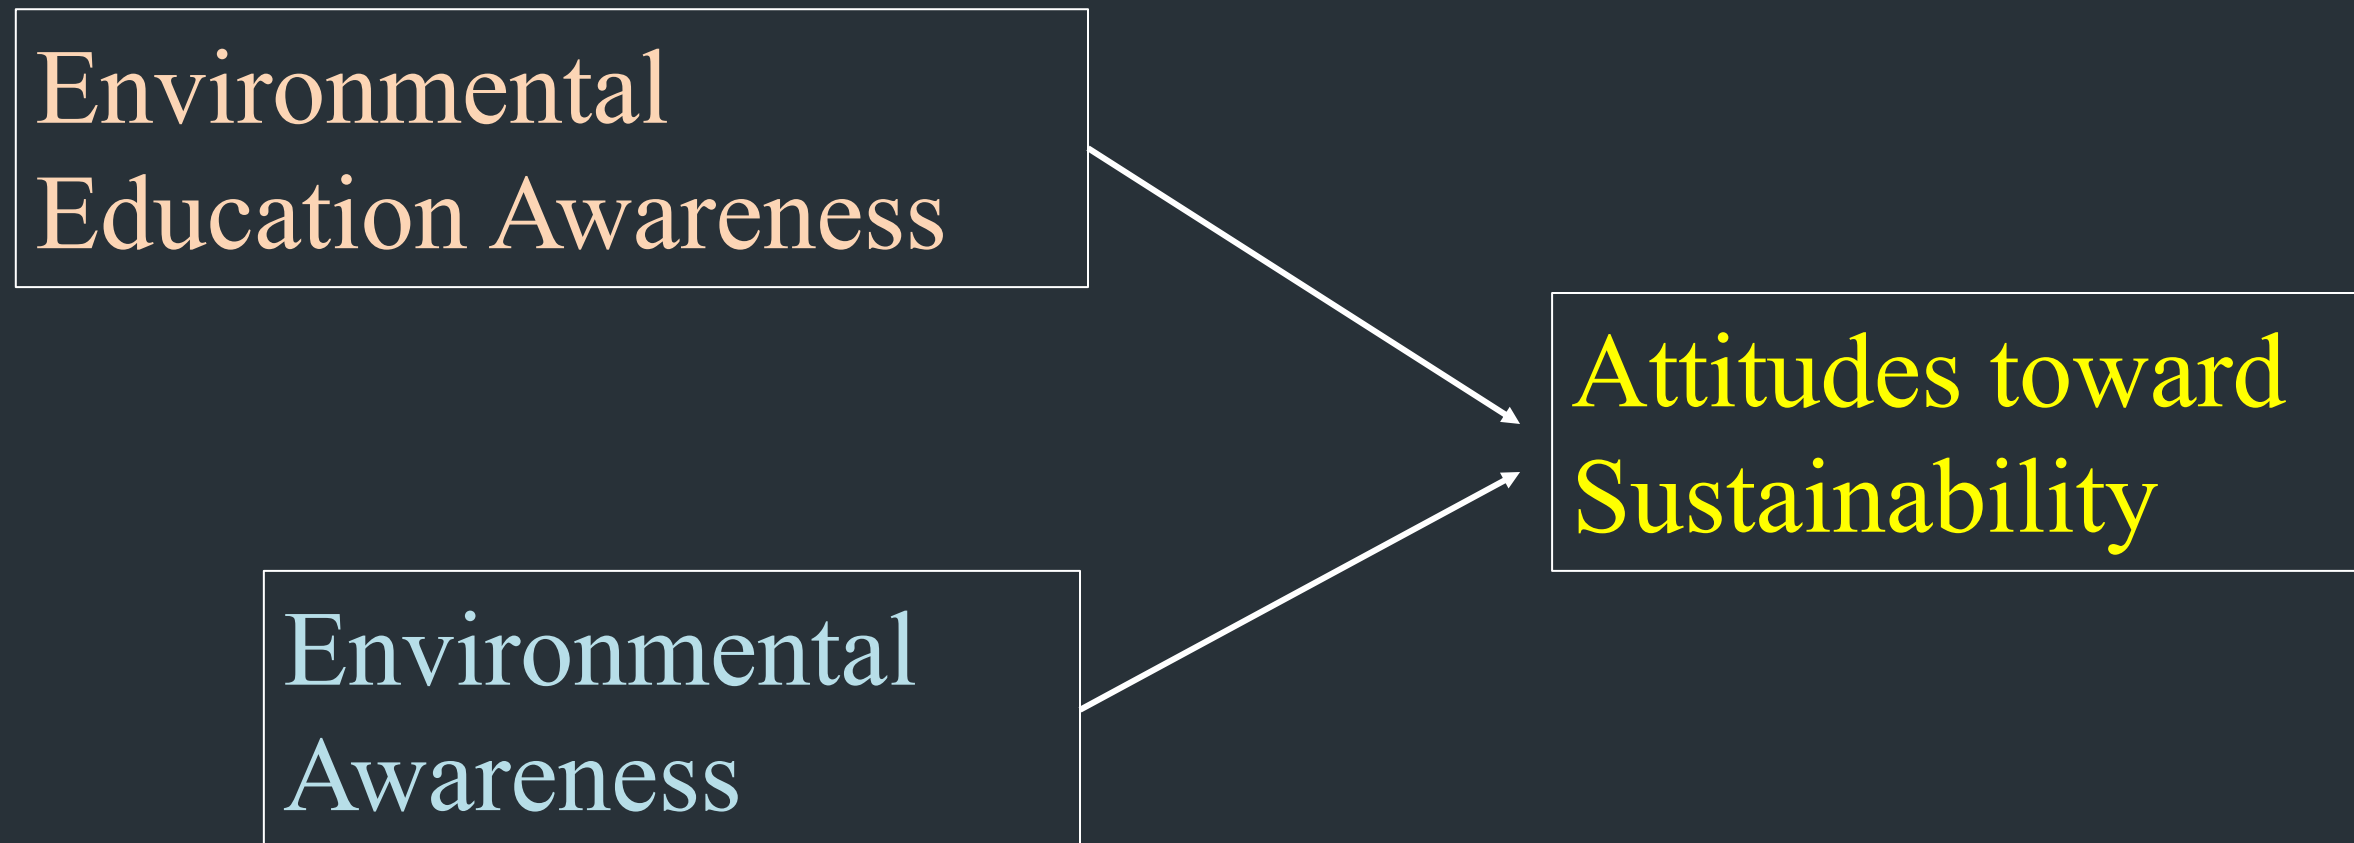 Environmental
Education Awareness
Attitudes toward
Sustainability
Environmental
Awareness